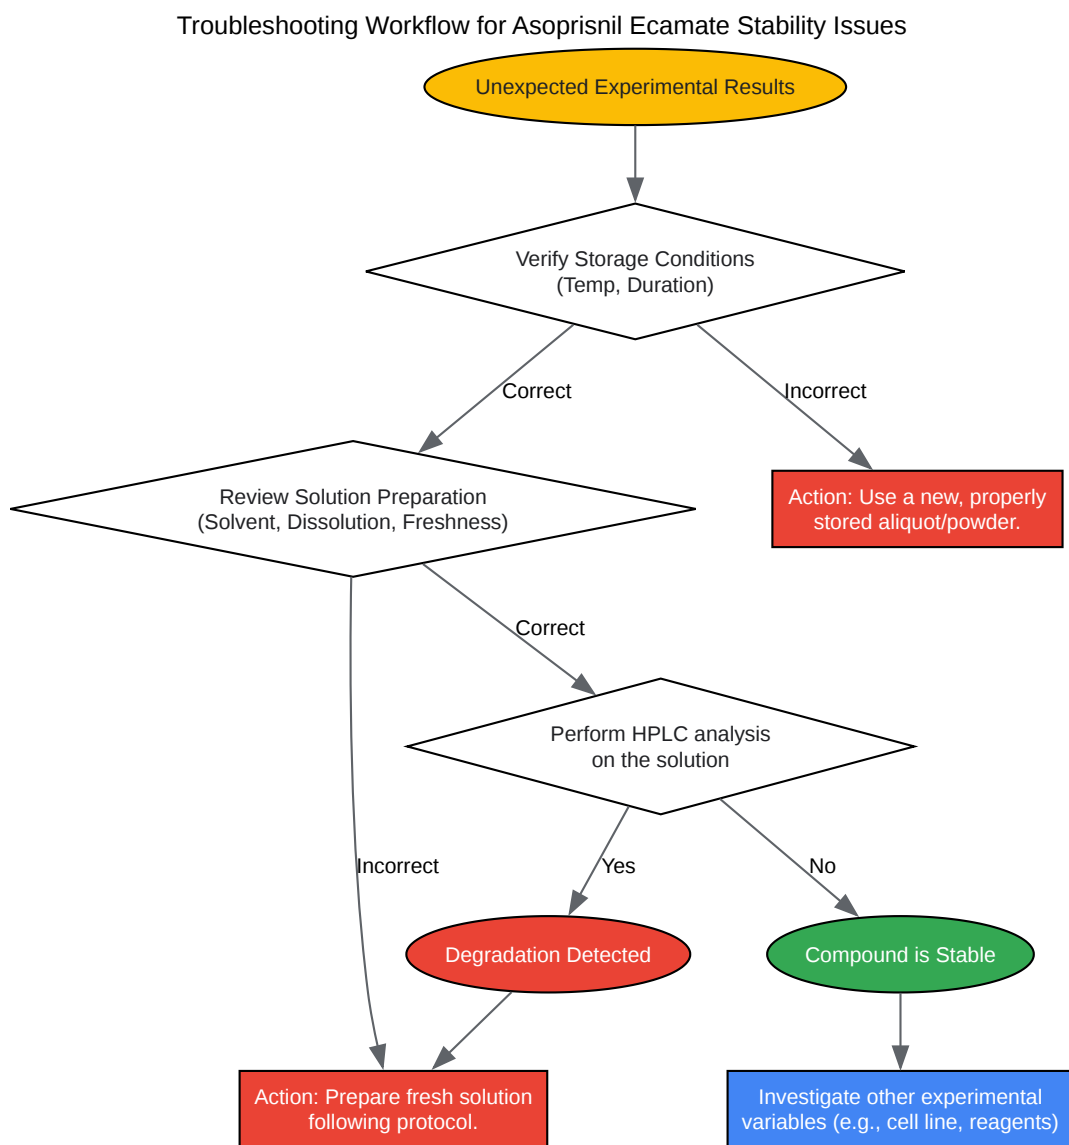 Troubleshooting Workflow for Asoprisnil Ecamate Stability Issues
Unexpected Experimental Results
Verify Storage Conditions
(Temp, Duration)
Correct
Incorrect
Review Solution Preparation
(Solvent, Dissolution, Freshness)
Action: Use a new, properly
stored aliquot/powder.
Correct
Perform HPLC analysis
on the solution
Incorrect
Yes
No
Degradation Detected
Compound is Stable
Action: Prepare fresh solution
following protocol.
Investigate other experimental
variables (e.g., cell line, reagents)